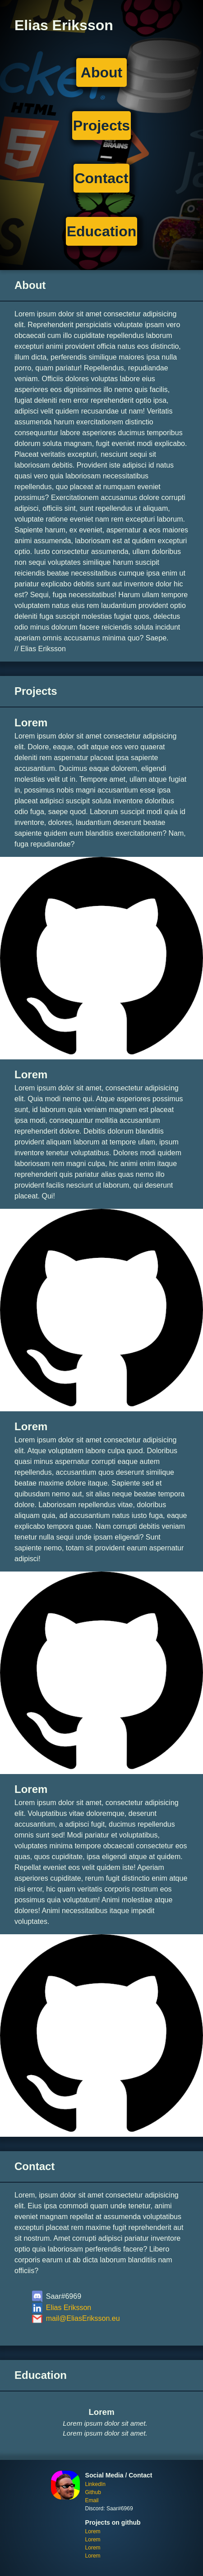 Elias Eriksson
About
Projects
Contact
Education
HTML
BRAINS
About
Lorem ipsum dolor sit amet consectetur adipisicing
elit. Reprehenderit perspiciatis voluptate ipsam vero
obcaecati cum illo cupiditate repellendus laborum
excepturi animi provident officia natus eos distinctio,
illum dicta, perferendis similique maiores ipsa nulla
porro, quam pariatur! Repellendus, repudiandae
veniam. Officiis dolores voluptas labore eius
asperiores eos dignissimos illo nemo quis facilis,
fugiat deleniti rem error reprehenderit optio ipsa,
adipisci velit quidem recusandae ut nam! Veritatis
assumenda harum exercitationem distinctio
consequuntur labore asperiores ducimus temporibus
dolorum soluta magnam, fugit eveniet modi explicabo.
Placeat veritatis excepturi, nesciunt sequi sit
laboriosam debitis. Provident iste adipisci id natus
quasi vero quia laboriosam necessitatibus
repellendus, quo placeat at numquam eveniet
possimus? Exercitationem accusamus dolore corrupti
adipisci, officiis sint, sunt repellendus ut aliquam,
voluptate ratione eveniet nam rem excepturi laborum.
Sapiente harum, ex eveniet, aspernatur a eos maiores
animi assumenda, laboriosam est at quidem excepturi
optio. Iusto consectetur assumenda, ullam doloribus
non sequi voluptates similique harum suscipit
reiciendis beatae necessitatibus cumque ipsa enim ut
pariatur explicabo debitis sunt aut inventore dolor hic
est? Sequi, fuga necessitatibus! Harum ullam tempore
voluptatem natus eius rem laudantium provident optio
deleniti fuga suscipit molestias fugiat quos, delectus
odio minus dolorum facere reiciendis soluta incidunt
aperiam omnis accusamus minima quo? Saepe.
// Elias Eriksson
Projects
Lorem
Lorem ipsum dolor sit amet consectetur adipisicing
elit. Dolore, eaque, odit atque eos vero quaerat
deleniti rem aspernatur placeat ipsa sapiente
accusantium. Ducimus eaque dolorem, eligendi
molestias velit ut in. Tempore amet, ullam atque fugiat
in, possimus nobis magni accusantium esse ipsa
placeat adipisci suscipit soluta inventore doloribus
odio fuga, saepe quod. Laborum suscipit modi quia id
inventore, dolores, laudantium deserunt beatae
sapiente quidem eum blanditiis exercitationem? Nam,
fuga repudiandae?
Lorem
Lorem ipsum dolor sit amet, consectetur adipisicing
elit. Quia modi nemo qui. Atque asperiores possimus
sunt, id laborum quia veniam magnam est placeat
ipsa modi, consequuntur mollitia accusantium
reprehenderit dolore. Debitis dolorum blanditiis
provident aliquam laborum at tempore ullam, ipsum
inventore tenetur voluptatibus. Dolores modi quidem
laboriosam rem magni culpa, hic animi enim itaque
reprehenderit quis pariatur alias quas nemo illo
provident facilis nesciunt ut laborum, qui deserunt
placeat. Qui!
Lorem
Lorem ipsum dolor sit amet consectetur adipisicing
elit. Atque voluptatem labore culpa quod. Doloribus
quasi minus aspernatur corrupti eaque autem
repellendus, accusantium quos deserunt similique
beatae maxime dolore itaque. Sapiente sed et
quibusdam nemo aut, sit alias neque beatae tempora
dolore. Laboriosam repellendus vitae, doloribus
aliquam quia, ad accusantium natus iusto fuga, eaque
explicabo tempora quae. Nam corrupti debitis veniam
tenetur nulla sequi unde ipsam eligendi? Sunt
sapiente nemo, totam sit provident earum aspernatur
adipisci!
Lorem
Lorem ipsum dolor sit amet, consectetur adipisicing
elit. Voluptatibus vitae doloremque, deserunt
accusantium, a adipisci fugit, ducimus repellendus
omnis sunt sed! Modi pariatur et voluptatibus,
voluptates minima tempore obcaecati consectetur eos
quas, quos cupiditate, ipsa eligendi atque at quidem.
Repellat eveniet eos velit quidem iste! Aperiam
asperiores cupiditate, rerum fugit distinctio enim atque
nisi error, hic quam veritatis corporis nostrum eos
possimus quia voluptatum! Animi molestiae atque
dolores! Animi necessitatibus itaque impedit
voluptates.
Contact
Lorem, ipsum dolor sit amet consectetur adipisicing
elit. Eius ipsa commodi quam unde tenetur, animi
eveniet magnam repellat at assumenda voluptatibus
excepturi placeat rem maxime fugit reprehenderit aut
sit nostrum. Amet corrupti adipisci pariatur inventore
optio quia laboriosam perferendis facere? Libero
corporis earum ut ab dicta laborum blanditiis nam
officiis?
Saar#6969
Elias Eriksson
mail@EliasEriksson.eu
Education
Lorem
Lorem ipsum dolor sit amet.
Lorem ipsum dolor sit amet.
Social Media / Contact
LinkedIn
Github
Email
Discord: Saar#6969
Projects on github
Lorem
Lorem
Lorem
Lorem